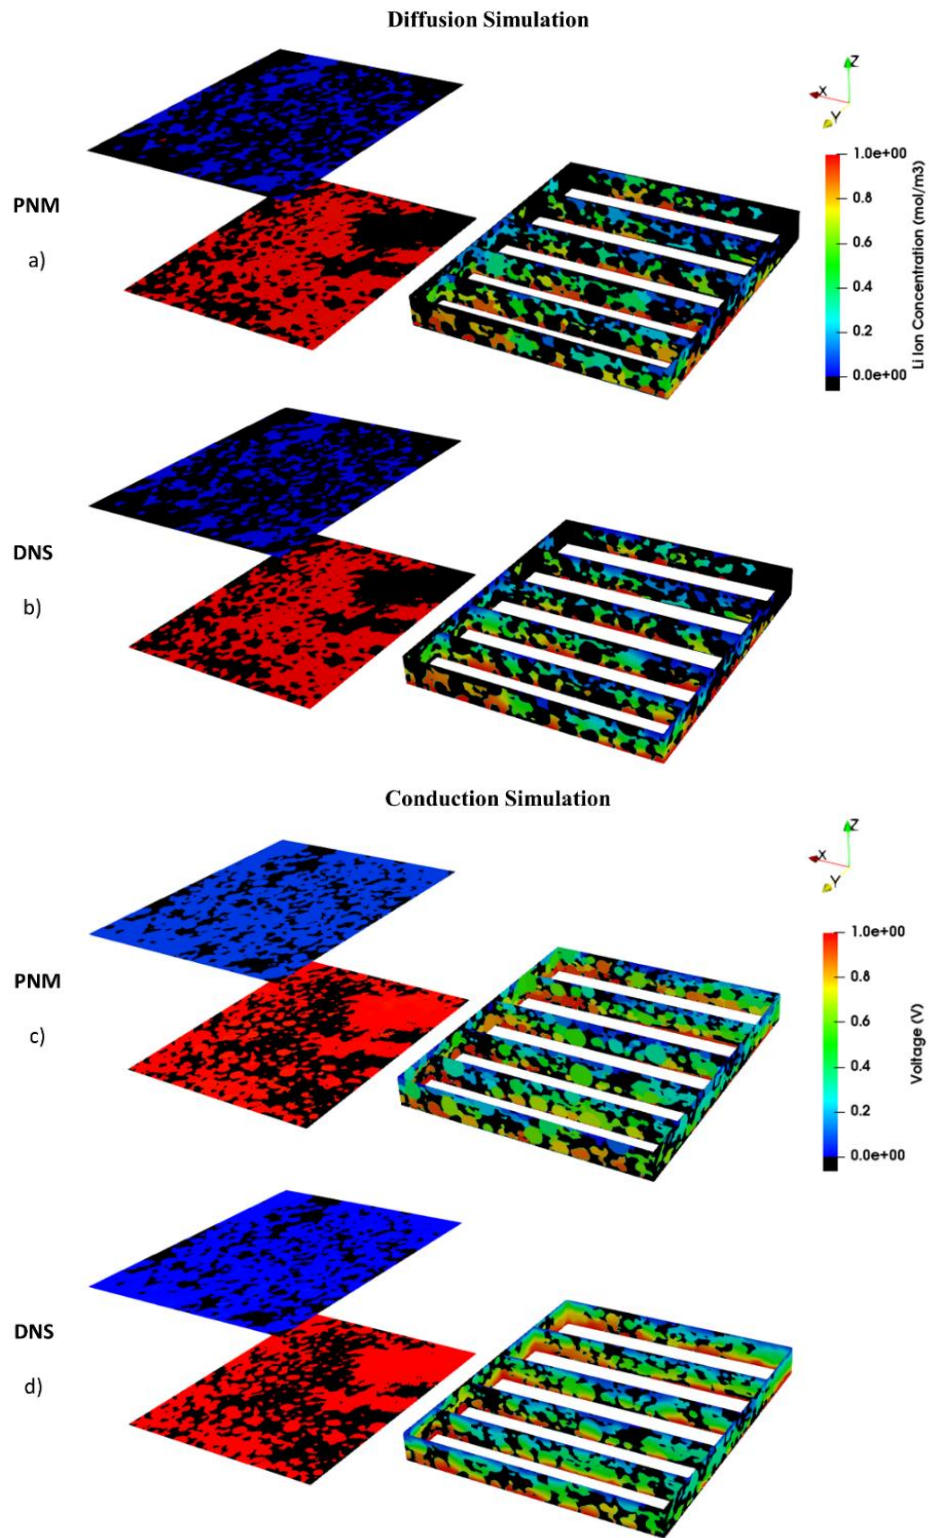 Diffusion Simulation
Z
X
Y
PNM
a)
1.0e+00
0.8
0.6
0.4
0.2
0.0e+00
Li Ion Concentration (mol/m3)
DNS
b)
Conduction Simulation
Z
X
Y
PNM
c)
1.0e+00
0.8
0.6
0.4
0.2
0.0e+00
Voltage (V)
DNS
d)